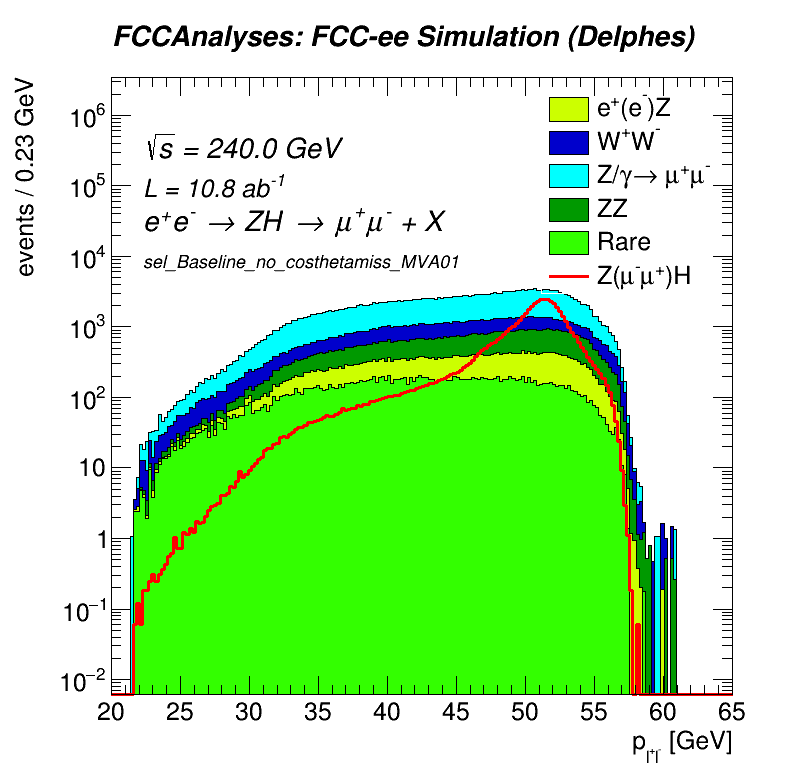 FCCAnalyses: FCC-ee Simulation (Delphes)
events / 0.23 GeV
10⁶
10⁵
10⁴
10³
10²
10
1
10⁻¹
10⁻²
√s = 240.0 GeV
L = 10.8 ab⁻¹
e⁺e⁻ → ZH → μ⁺μ⁻ + X
sel_Baseline_no_costhetamiss_MVA01
e⁺(e⁻)Z
W⁺W⁻
Z/γ→ μ⁺μ⁻
ZZ
Rare
Z(μ⁻μ⁺)H
20 25 30 35 40 45 50 55 60 65
p_l⁺l⁻ [GeV]